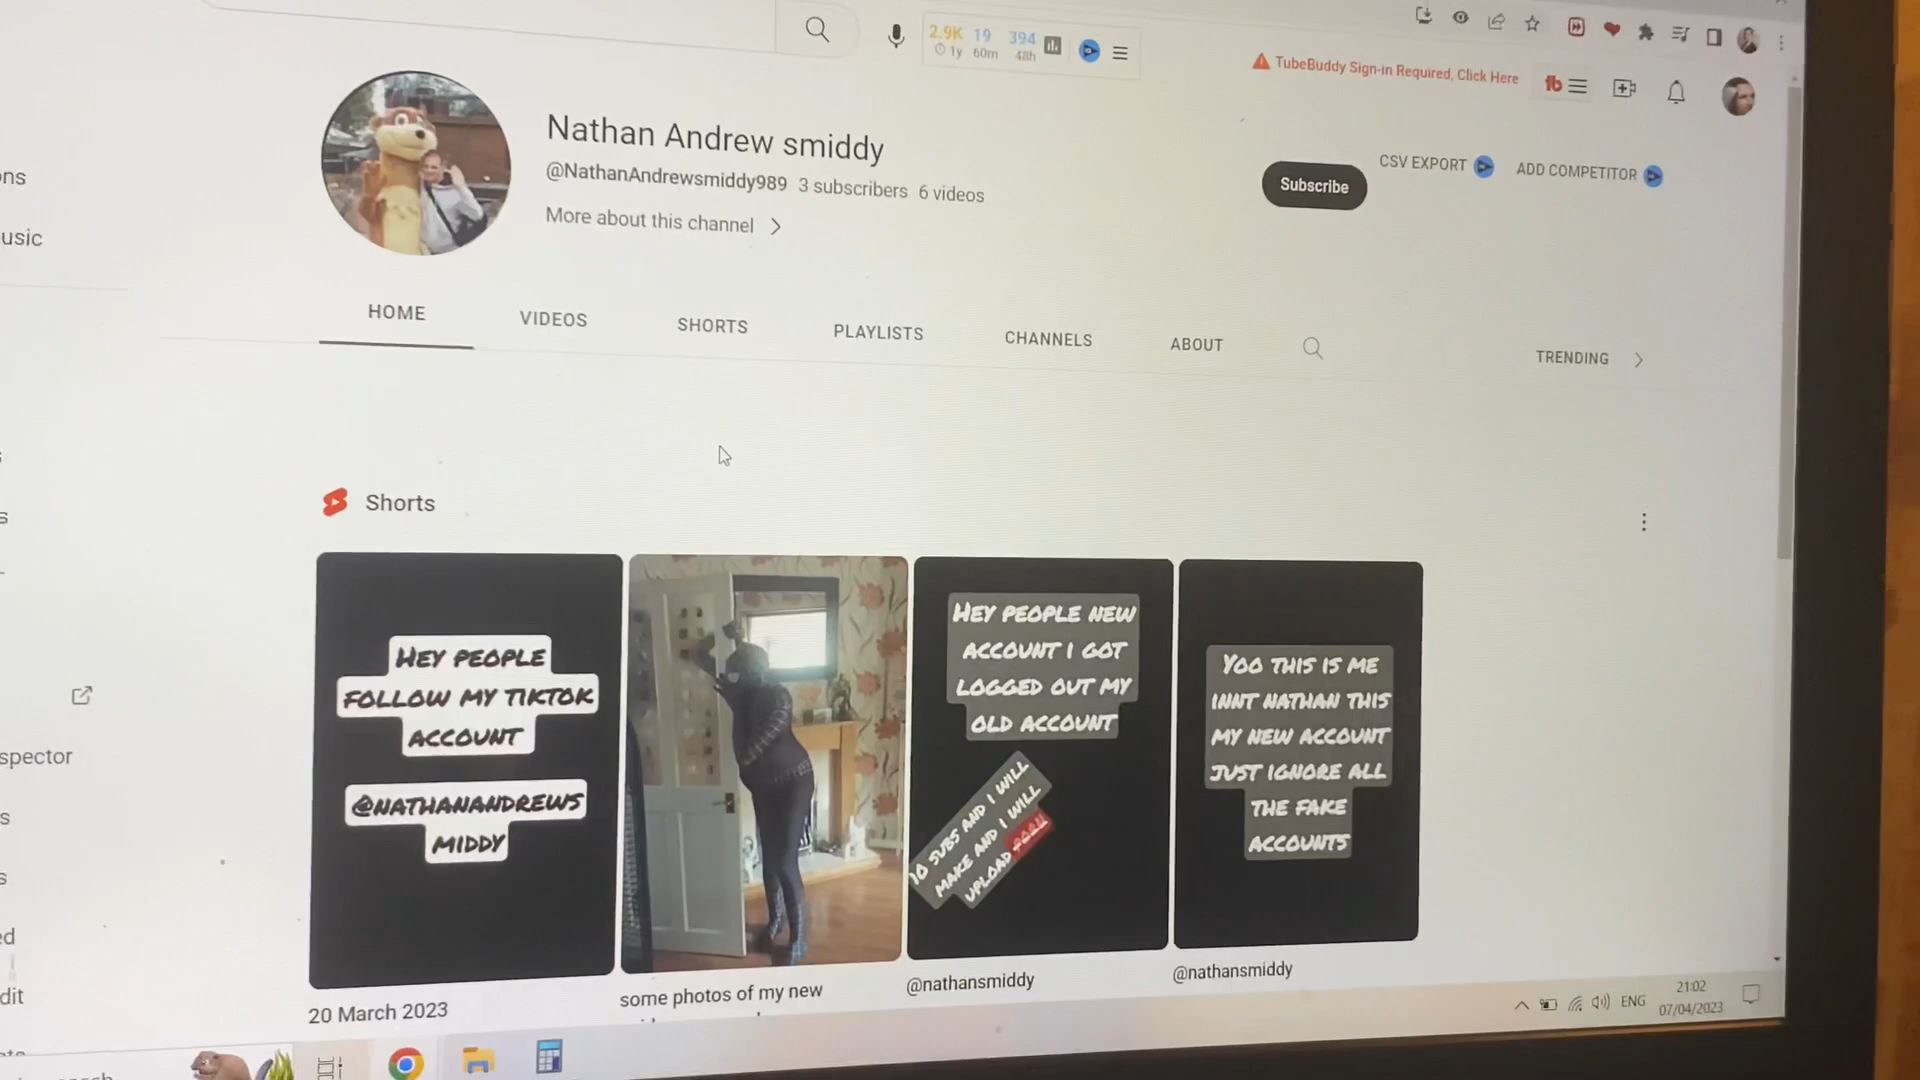 2.9K 19 394
1y 60m 48h
TubeBuddy Sign-in Required, Click Here
tb
Nathan Andrew smiddy
@NathanAndrewsmiddy989 3 subscribers 6 videos
More about this channel
Subscribe
CSV EXPORT
ADD COMPETITOR
ons
usic
HOME
VIDEOS
SHORTS
PLAYLISTS
CHANNELS
ABOUT
TRENDING
Shorts
HEY PEOPLE
FOLLOW MY TIKTOK
ACCOUNT
@NATHANANDREWS
MIDDY
HEY PEOPLE NEW
ACCOUNT I GOT
LOGGED OUT MY
OLD ACCOUNT
10 SUBS AND I WILL
MAKE AND I WILL
UPLOAD
YOO THIS IS ME
INNT NATHAN THIS
MY NEW ACCOUNT
JUST IGNORE ALL
THE FAKE
ACCOUNTS
spector
s
s
ed
dit
20 March 2023
some photos of my new
@nathansmiddy
@nathansmiddy
ENG
21:02
07/04/2023